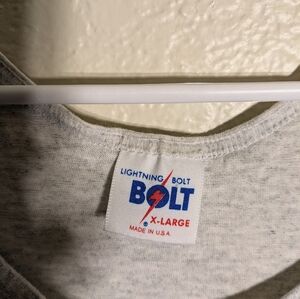 LIGHTNING BOLT
BOLT
X-LARGE
MADE IN U.S.A.